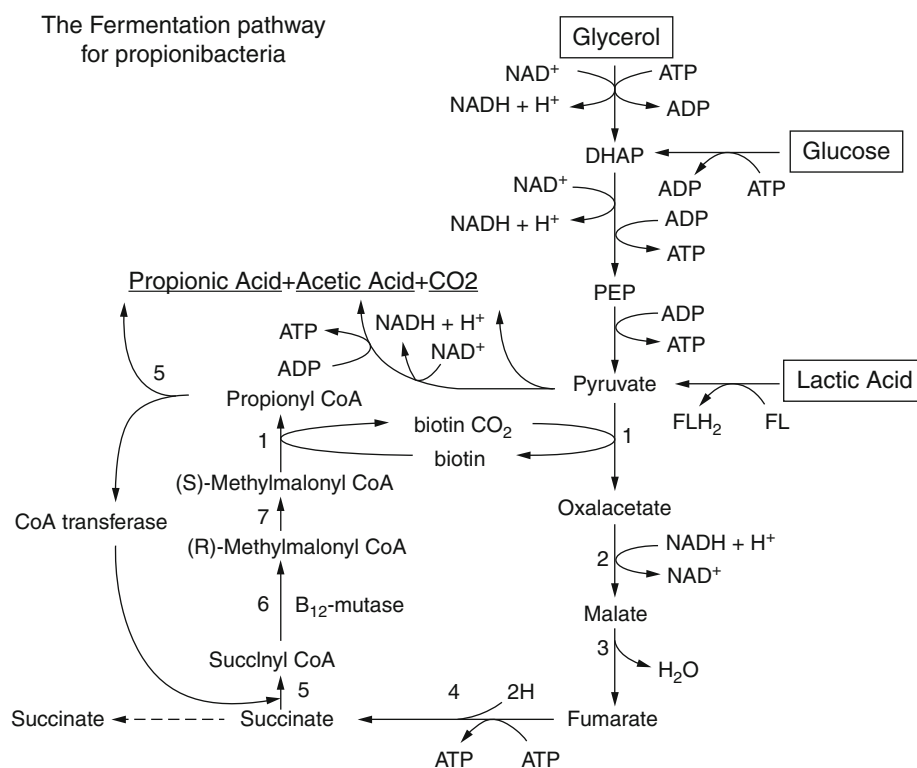 The Fermentation pathway
for propionibacteria
Glycerol
NAD⁺
ATP
NADH + H⁺
ADP
DHAP
Glucose
NAD⁺
ADP
ATP
ADP
NADH + H⁺
ATP
Propionic Acid+Acetic Acid+CO2
PEP
ATP
NADH + H⁺
ADP
NAD⁺
ADP
ATP
5
Propionyl CoA
Pyruvate
Lactic Acid
FLH₂
FL
1
biotin CO₂
1
biotin
(S)-Methylmalonyl CoA
7
Oxalacetate
CoA transferase
(R)-Methylmalonyl CoA
2
NADH + H⁺
NAD⁺
6
B₁₂-mutase
Malate
3
H₂O
Succlnyl CoA
5
4
2H
Succinate
Succinate
Fumarate
ATP
ATP